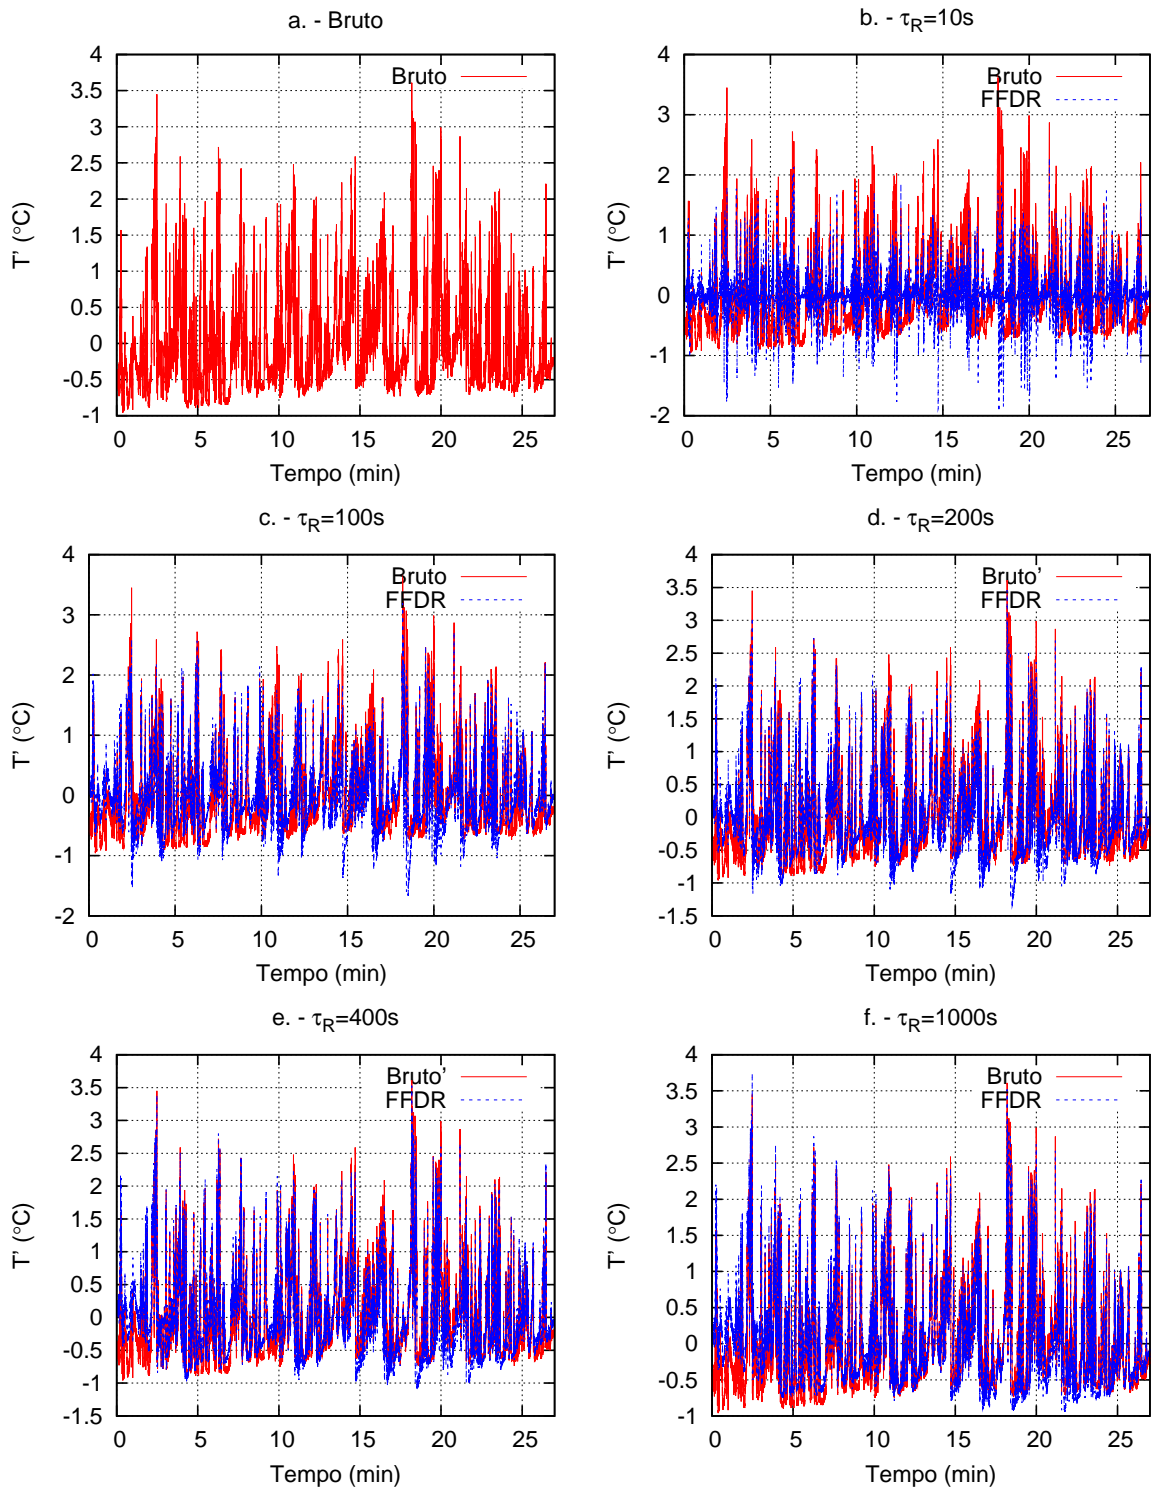 a. - Bruto
Bruto
T' (°C)
4
3.5
3
2.5
2
1.5
1
0.5
0
-0.5
-1
0 5 10 15 20 25
Tempo (min)
b. - τR=10s
Bruto
FFDR
T' (°C)
4
3
2
1
0
-1
-2
0 5 10 15 20 25
Tempo (min)
c. - τR=100s
Bruto
FFDR
T' (°C)
4
3
2
1
0
-1
-2
0 5 10 15 20 25
Tempo (min)
d. - τR=200s
Bruto'
FFDR
T' (°C)
4
3.5
3
2.5
2
1.5
1
0.5
0
-0.5
-1
-1.5
0 5 10 15 20 25
Tempo (min)
e. - τR=400s
Bruto'
FFDR
T' (°C)
4
3.5
3
2.5
2
1.5
1
0.5
0
-0.5
-1
-1.5
0 5 10 15 20 25
Tempo (min)
f. - τR=1000s
Bruto
FFDR
T' (°C)
4
3.5
3
2.5
2
1.5
1
0.5
0
-0.5
-1
0 5 10 15 20 25
Tempo (min)